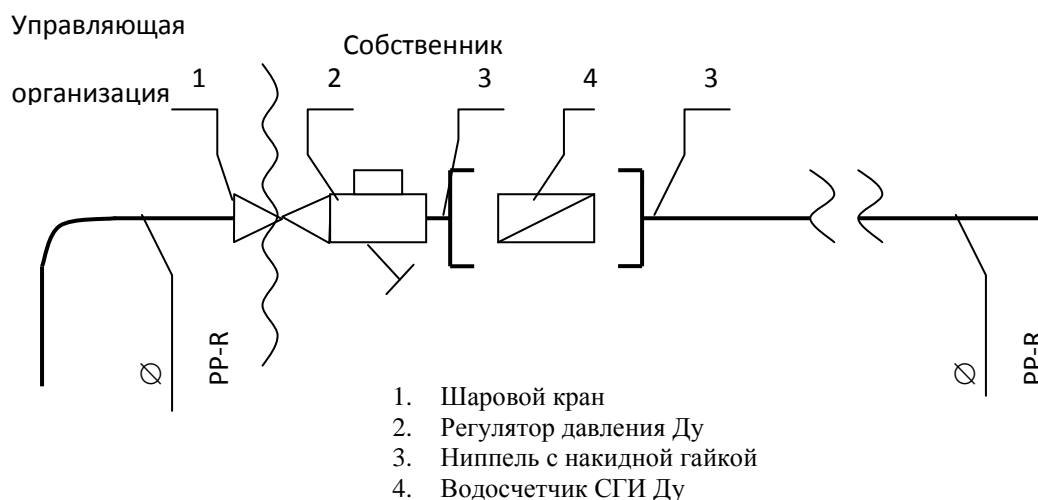 Управляющая
организация
Собственник
1 2 3 4 3
∅ PP-R ∅ PP-R
1. Шаровой кран
2. Регулятор давления Ду
3. Ниппель с накидной гайкой
4. Водосчетчик СГИ Ду